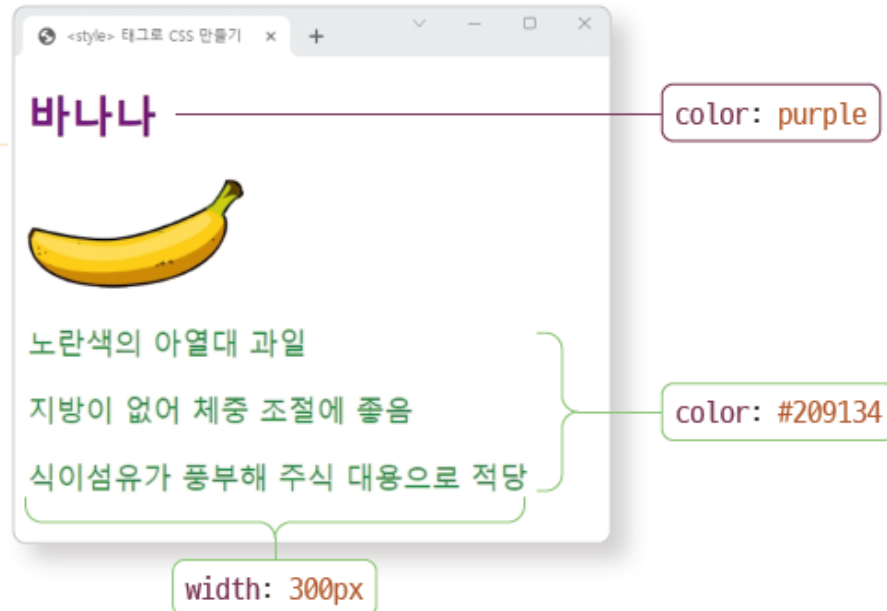 <style> 태그로 CSS 만들기
바나나
color: purple
노란색의 아열대 과일
지방이 없어 체중 조절에 좋음
color: #209134
식이섬유가 풍부해 주식 대용으로 적당
width: 300px